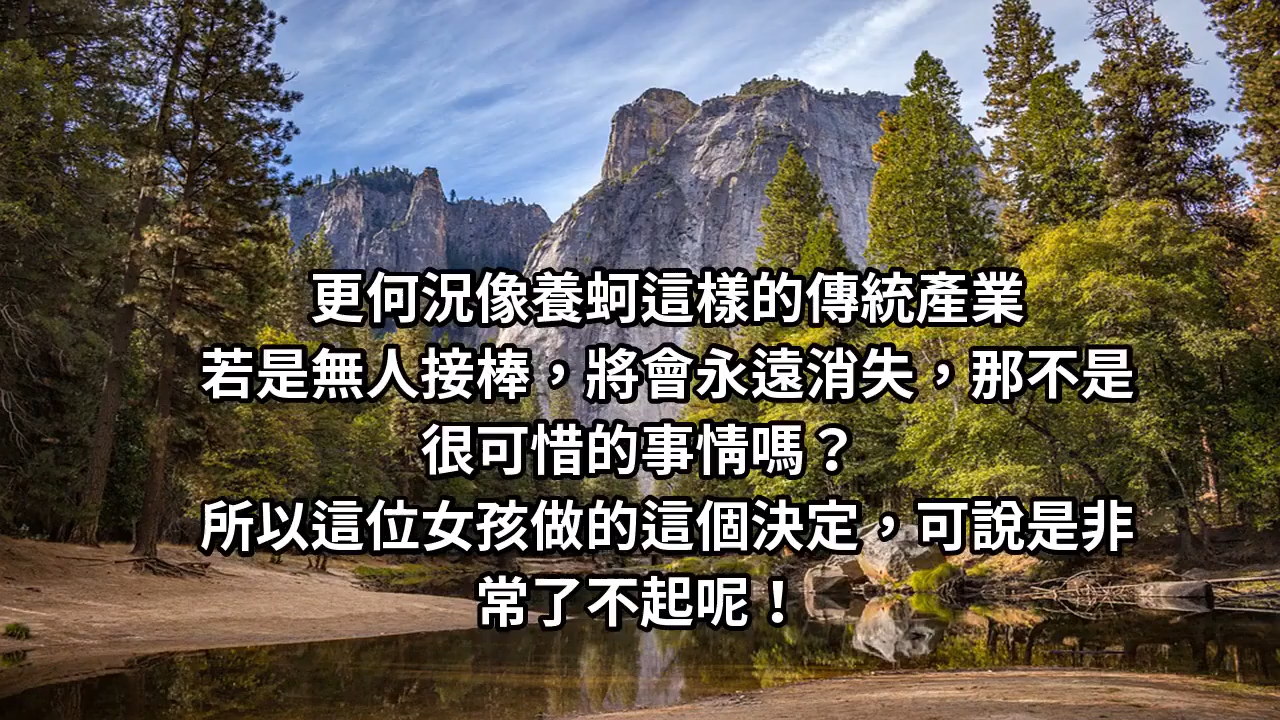 更何況像養蚵這樣的傳統產業
若是無人接棒，將會永遠消失，那不是
很可惜的事情嗎？
所以這位女孩做的這個決定，可說是非
常了不起呢！